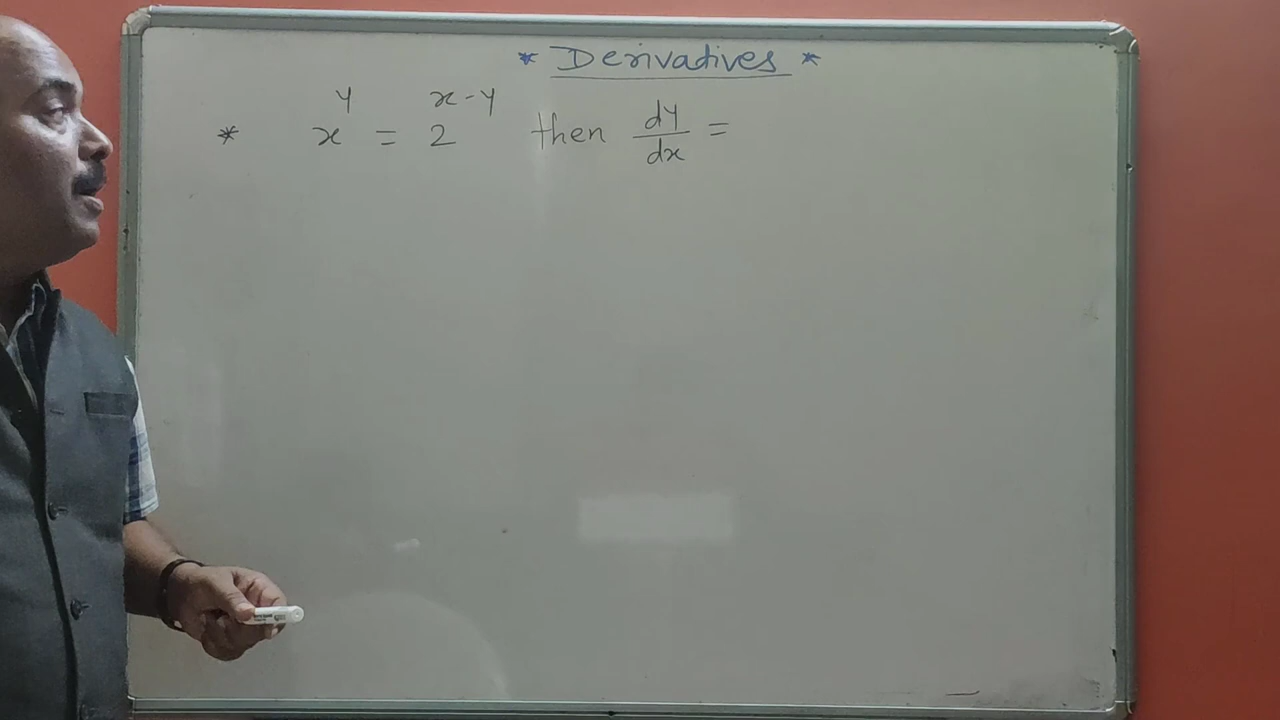 * Derivatives *
* x^y = 2^(x-y) then dy/dx =